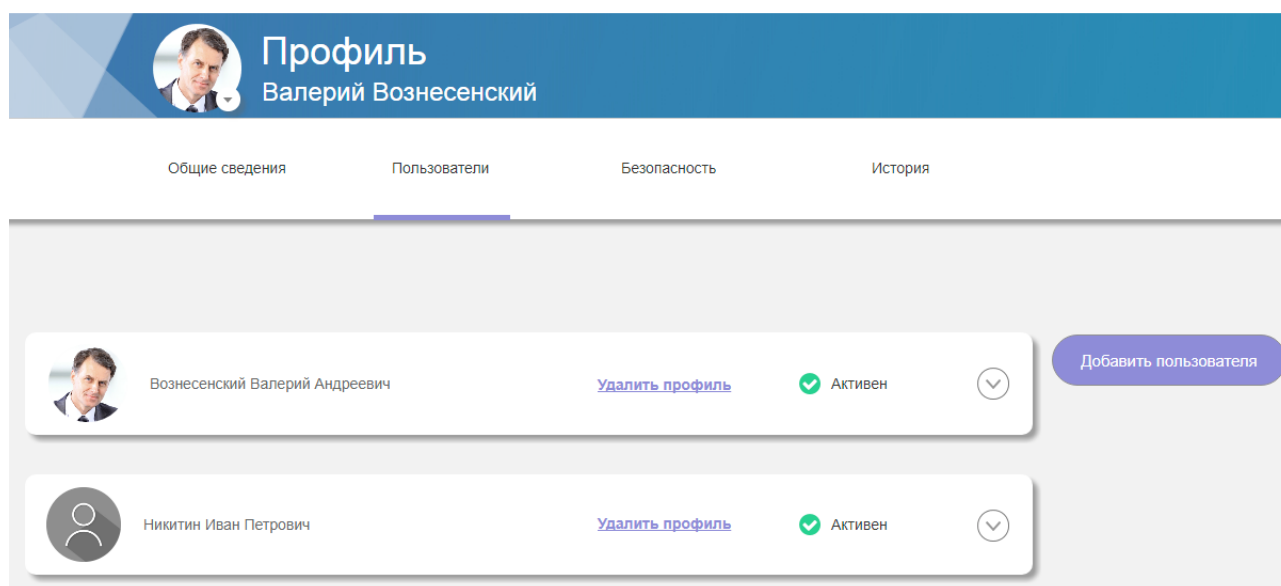 Профиль
Валерий Вознесенский
Общие сведения Пользователи Безопасность История
Вознесенский Валерий Андреевич Удалить профиль Активен Добавить пользователя
Никитин Иван Петрович Удалить профиль Активен